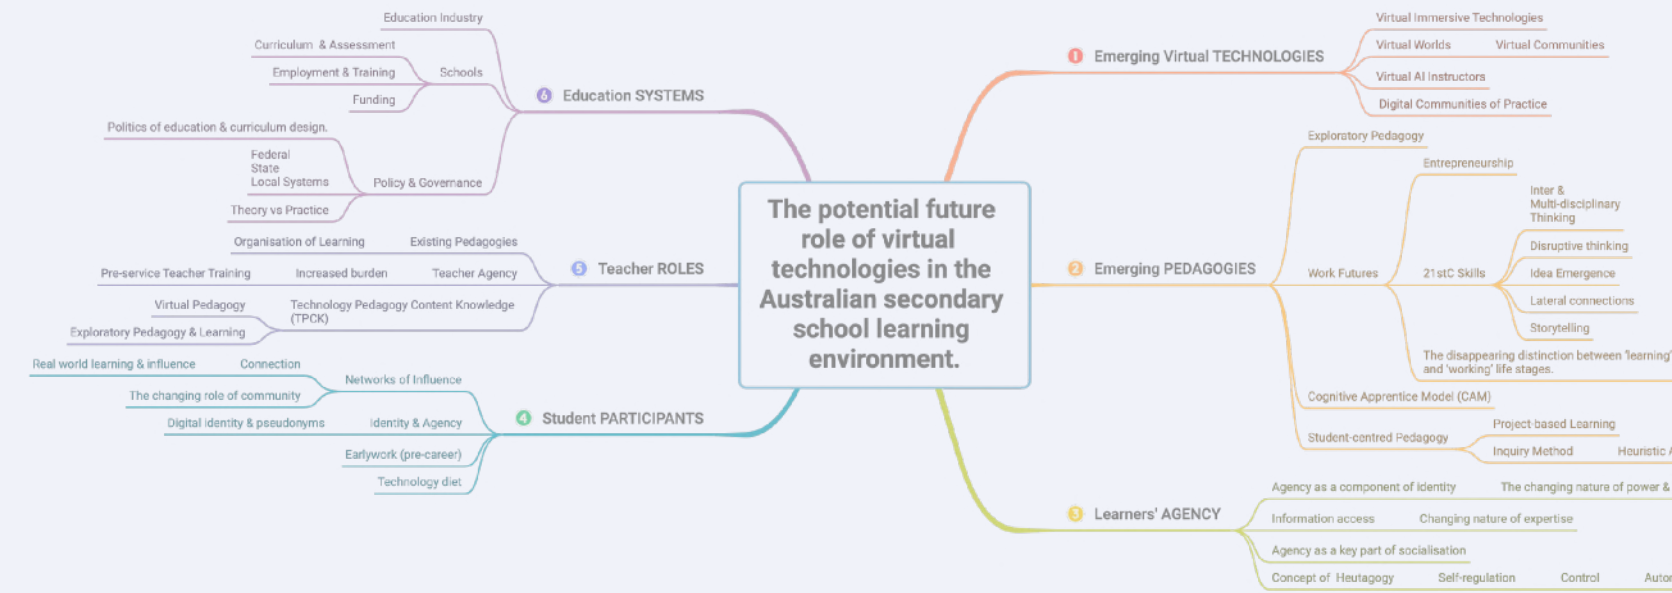 The potential future
role of virtual
technologies in the
Australian secondary
school learning
environment.
1 Emerging Virtual TECHNOLOGIES
Virtual Immersive Technologies
Virtual Worlds Virtual Communities
Virtual AI Instructors
Digital Communities of Practice
2 Emerging PEDAGOGIES
Exploratory Pedagogy
Work Futures
Entrepreneurship
21stC Skills
Inter &
Multi-disciplinary
Thinking
Disruptive thinking
Idea Emergence
Lateral connections
Storytelling
The disappearing distinction between 'learning'
and 'working' life stages.
Cognitive Apprentice Model (CAM)
Student-centred Pedagogy
Project-based Learning
Inquiry Method Heuristic
3 Learners' AGENCY
Agency as a component of identity The changing nature of power &
Information access Changing nature of expertise
Agency as a key part of socialisation
Concept of Heutagogy Self-regulation Control
4 Student PARTICIPANTS
Networks of Influence
Connection
Real world learning & influence
The changing role of community
Identity & Agency
Digital identity & pseudonyms
Earlywork (pre-career)
Technology diet
5 Teacher ROLES
Existing Pedagogies
Organisation of Learning
Teacher Agency
Increased burden
Pre-service Teacher Training
Technology Pedagogy Content Knowledge
(TPCK)
Virtual Pedagogy
Exploratory Pedagogy & Learning
6 Education SYSTEMS
Education Industry
Schools
Curriculum & Assessment
Employment & Training
Funding
Policy & Governance
Politics of education & curriculum design.
Federal
State
Local Systems
Theory vs Practice